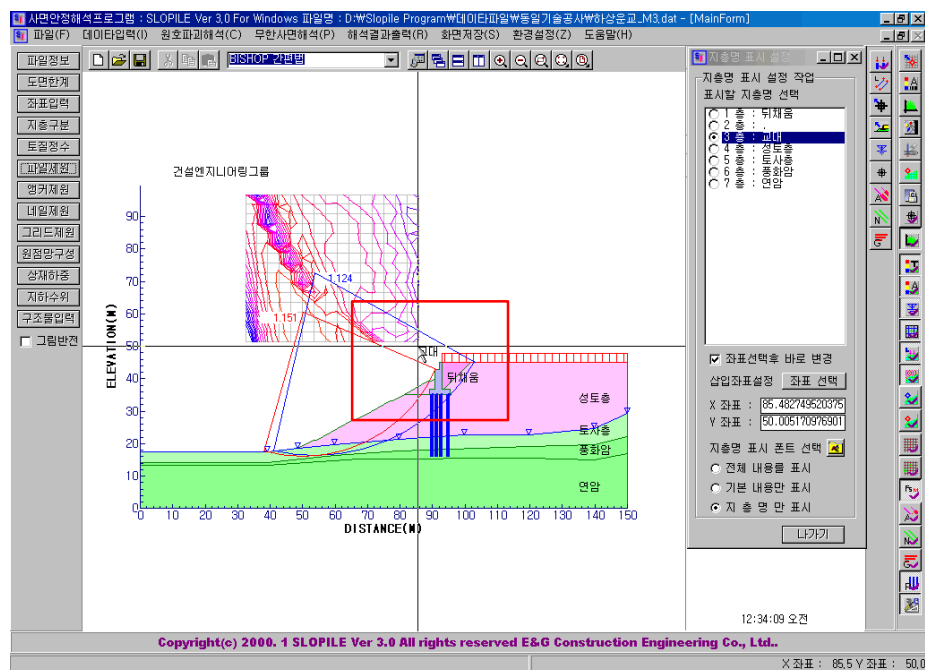 사면안정해석프로그램 : SLOPILE Ver 3,0 For Windows 파일명 : D:₩Slopile Program₩데이타파일₩동일기술공사₩하상운교_M3.dat - [MainForm]
파일(F) 데이타입력(I) 원호파괴해석(C) 무한사면해석(P) 해석결과출력(R) 화면저장(S) 환경설정(Z) 도움말(H)
BISHOP 간편법
파일정보
도면한계
좌표입력
지층구분
토질정수
파일제원
앵커제원
네일제원
그리드제원
원점망구성
상재하중
지하수위
구조물입력
그림반전
건설엔지니어링그룹
ELEVATION(M)
90
80
70
60
50
40
30
20
10
0
1.124
1.151
교대
뒤채움
성토층
토사층
풍화암
연암
0 10 20 30 40 50 60 70 80 90 100 110 120 130 140 150
DISTANCE(M)
지층명 표시 설정
지층명 표시 설정 작업
표시할 지층명 선택
1 층 : 뒤채움
2 층 : .
3 층 : 교대
4 층 : 성토층
5 층 : 토사층
6 층 : 풍화암
7 층 : 연암
좌표선택후 바로 변경
삽입좌표설정 좌표 선택
X 좌표 : 85.482749520375
Y 좌표 : 50.005170976901
지층명 표시 폰트 선택
전체 내용를 표시
기본 내용만 표시
지 층 명 만 표시
나가기
12:34:09 오전
Copyright(c) 2000. 1 SLOPILE Ver 3.0 All rights reserved E&G Construction Engineering Co., Ltd..
X 좌표 : 85,5 Y 좌표 : 50,0